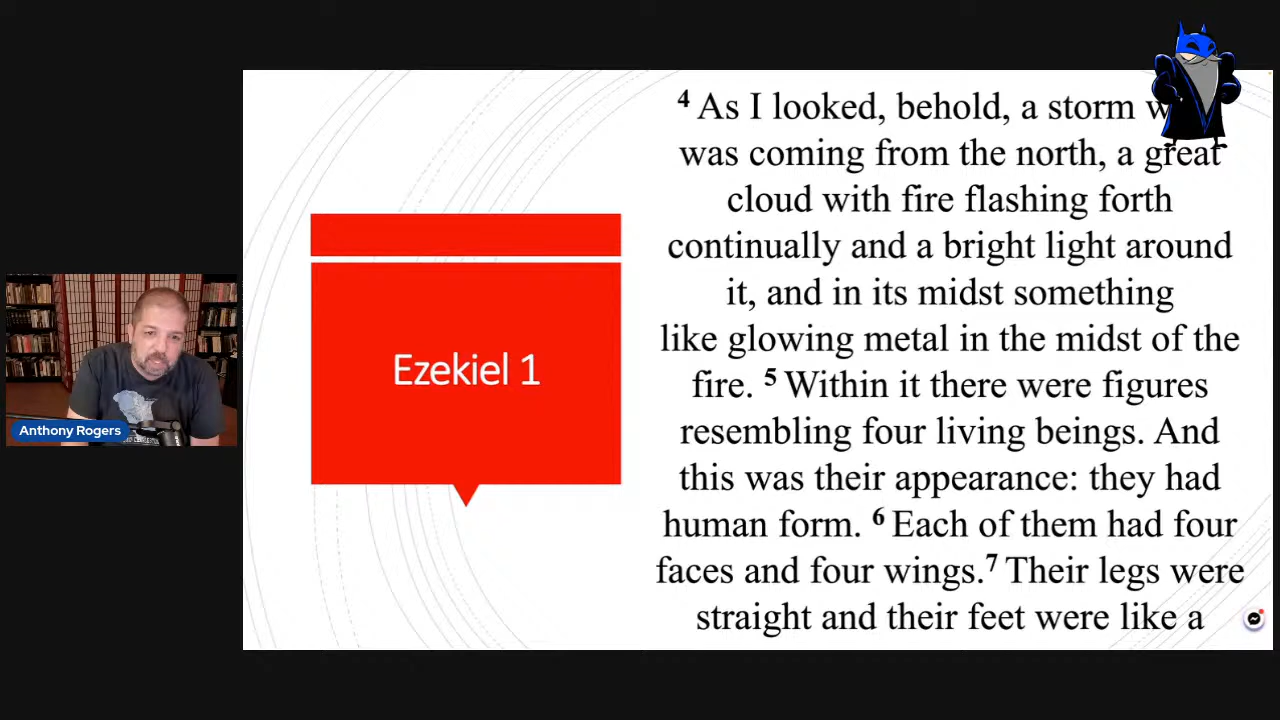 4 As I looked, behold, a storm
was coming from the north, a great
cloud with fire flashing forth
continually and a bright light around
it, and in its midst something
like glowing metal in the midst of the
fire. 5 Within it there were figures
resembling four living beings. And
this was their appearance: they had
human form. 6 Each of them had four
faces and four wings.7 Their legs were
straight and their feet were like a
Ezekiel 1
Anthony Rogers